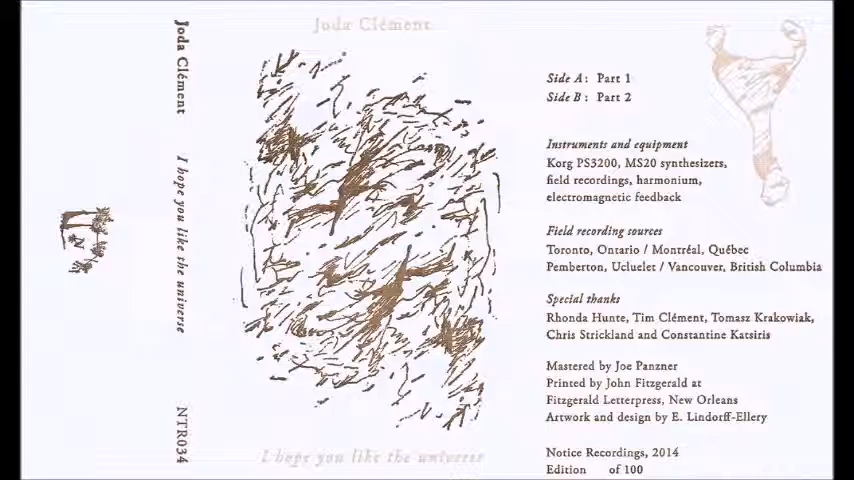 Joda Clément
I hope you like the universe
NTR034
Joda Clément
I hope you like the universe
Side A: Part 1
Side B: Part 2
Instruments and equipment
Korg PS3200, MS20 synthesizers,
field recordings, harmonium,
electromagnetic feedback
Field recording sources
Toronto, Ontario / Montréal, Québec
Pemberton, Ucluelet / Vancouver, British Columbia
Special thanks
Rhonda Hunte, Tim Clément, Tomasz Krakowiak,
Chris Strickland and Constantine Katsiris
Mastered by Joe Panzner
Printed by John Fitzgerald at
Fitzgerald Letterpress, New Orleans
Artwork and design by E. Lindorff-Ellery
Notice Recordings, 2014
Edition of 100